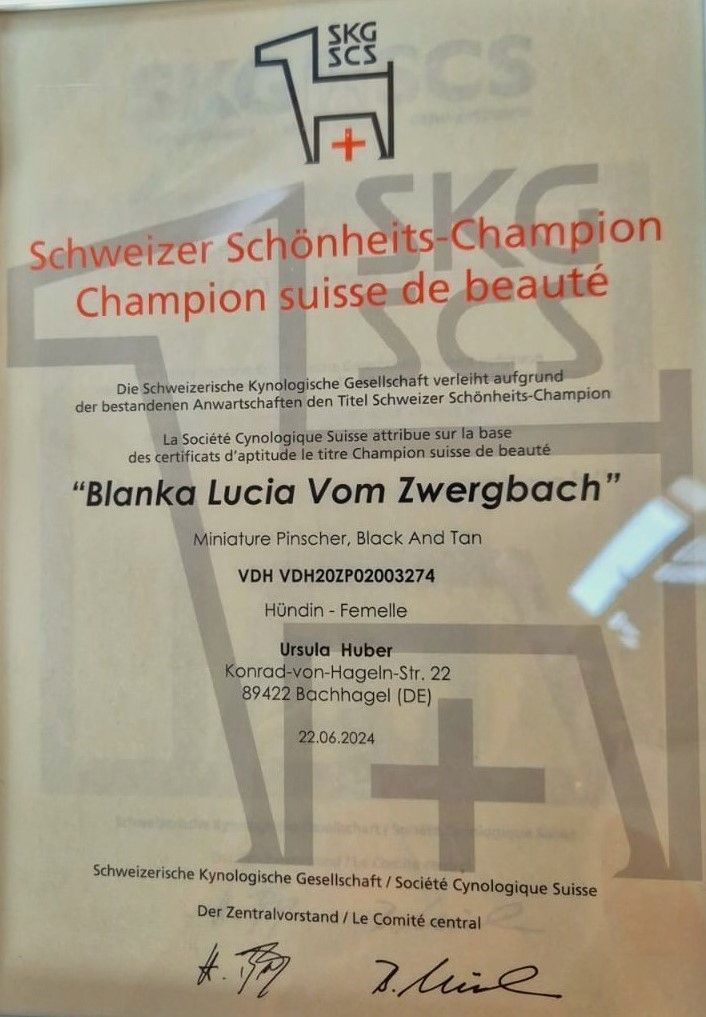 SKG
SCS
Schweizer Schönheits-Champion
Champion suisse de beauté
Die Schweizerische Kynologische Gesellschaft verleiht aufgrund
der bestandenen Anwartschaften den Titel Schweizer Schönheits-Champion
La Société Cynologique Suisse attribue sur la base
des certificats d'aptitude le titre Champion suisse de beauté
“Blanka Lucia Vom Zwergbach”
Miniature Pinscher, Black And Tan
VDH VDH20ZP02003274
Hündin - Femelle
Ursula Huber
Konrad-von-Hageln-Str. 22
89422 Bachhagel (DE)
22.06.2024
Schweizerische Kynologische Gesellschaft / Société Cynologique Suisse
Der Zentralvorstand / Le Comité central